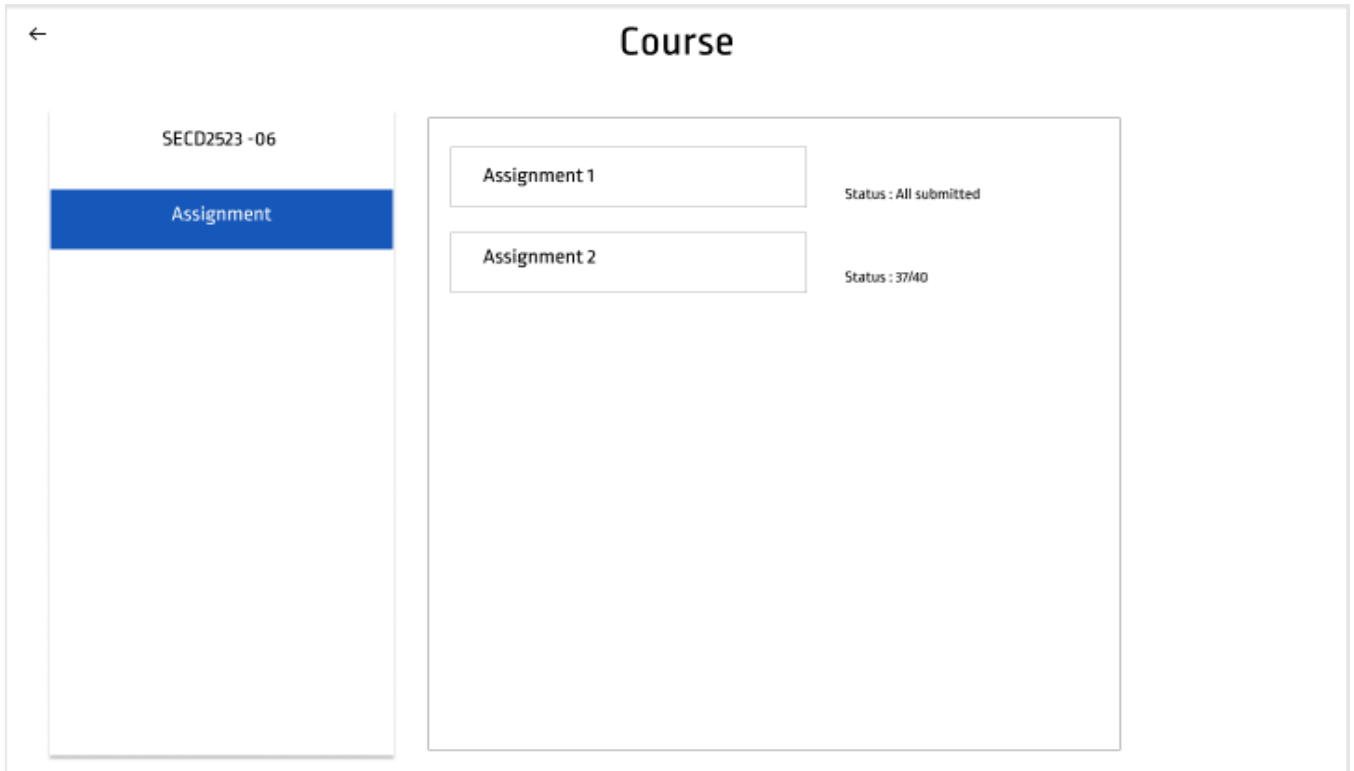 Course
SECD2523 -06
Assignment
Assignment 1
Status : All submitted
Assignment 2
Status : 37/40